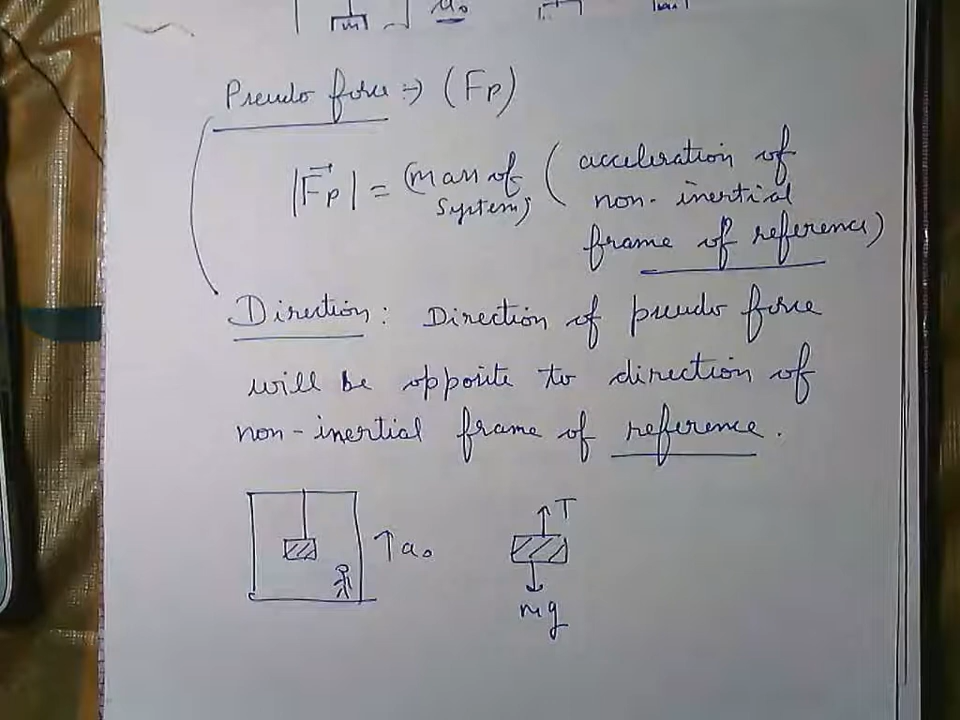 m a₀
Pseudo force :-> (Fp)
|F⃗p| = (mass of system) (acceleration of non-inertial frame of reference)
Direction: Direction of pseudo force
will be opposite to direction of
non-inertial frame of reference.
↑a₀
T
mg